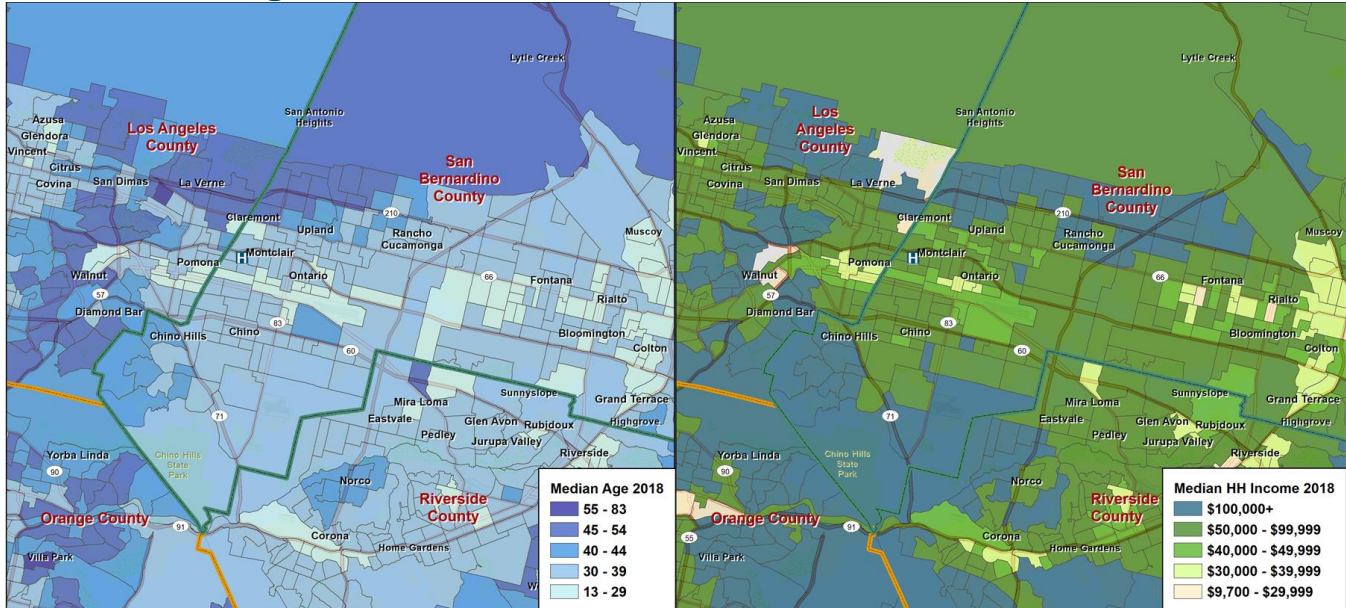 Lytle Creek
San Antonio
Heights
Azusa
Glendora
Vincent
Citrus
Covina
San Dimas
La Verne
Los Angeles
County
San
Bernardino
County
Claremont
210
Upland
Rancho
Cucamonga
Muscoy
H
Montclair
Pomona
Ontario
66
Fontana
Rialto
Walnut
57
Diamond Bar
Chino Hills
Chino
83
60
Bloomington
Colton
71
Mira Loma
Eastvale
Pedley
Sunnyslope
Glen Avon
Rubidoux
Jurupa Valley
Grand Terrace
Highgrove
Riverside
Yorba Linda
90
Chino Hills
State
Park
Norco
Riverside
County
Orange County
91
Corona
Home Gardens
Villa Park
Median Age 2018
55 - 83
45 - 54
40 - 44
30 - 39
13 - 29
Lytle Creek
San Antonio
Heights
Azusa
Glendora
Vincent
Citrus
Covina
San Dimas
La Verne
Los
Angeles
County
San
Bernardino
County
Claremont
210
Upland
Rancho
Cucamonga
Muscoy
H
Montclair
Pomona
Ontario
66
Fontana
Rialto
Walnut
57
Diamond Bar
Chino Hills
Chino
83
60
Bloomington
Colton
71
Mira Loma
Eastvale
Pedley
Sunnyslope
Glen Avon
Rubidoux
Jurupa Valley
Grand Terrace
Highgrove
Riverside
Yorba Linda
90
Chino Hills
State
Park
Norco
Riverside
County
Orange County
91
55
Corona
Home Gardens
Villa Park
Median HH Income 2018
$100,000+
$50,000 - $99,999
$40,000 - $49,999
$30,000 - $39,999
$9,700 - $29,999